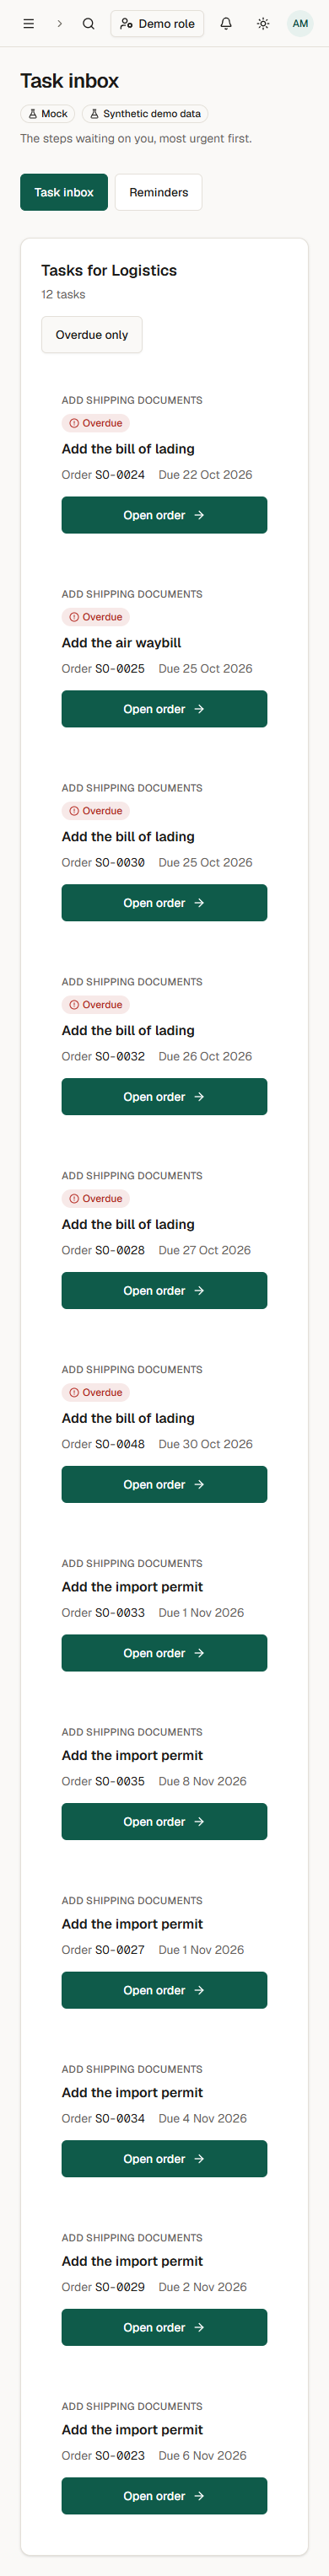 Demo role
AM
Task inbox
Mock
Synthetic demo data
The steps waiting on you, most urgent first.
Task inbox
Reminders
Tasks for Logistics
12 tasks
Overdue only
ADD SHIPPING DOCUMENTS
Overdue
Add the bill of lading
Order SO-0024 Due 22 Oct 2026
Open order
ADD SHIPPING DOCUMENTS
Overdue
Add the air waybill
Order SO-0025 Due 25 Oct 2026
Open order
ADD SHIPPING DOCUMENTS
Overdue
Add the bill of lading
Order SO-0030 Due 25 Oct 2026
Open order
ADD SHIPPING DOCUMENTS
Overdue
Add the bill of lading
Order SO-0032 Due 26 Oct 2026
Open order
ADD SHIPPING DOCUMENTS
Overdue
Add the bill of lading
Order SO-0028 Due 27 Oct 2026
Open order
ADD SHIPPING DOCUMENTS
Overdue
Add the bill of lading
Order SO-0048 Due 30 Oct 2026
Open order
ADD SHIPPING DOCUMENTS
Add the import permit
Order SO-0033 Due 1 Nov 2026
Open order
ADD SHIPPING DOCUMENTS
Add the import permit
Order SO-0035 Due 8 Nov 2026
Open order
ADD SHIPPING DOCUMENTS
Add the import permit
Order SO-0027 Due 1 Nov 2026
Open order
ADD SHIPPING DOCUMENTS
Add the import permit
Order SO-0034 Due 4 Nov 2026
Open order
ADD SHIPPING DOCUMENTS
Add the import permit
Order SO-0029 Due 2 Nov 2026
Open order
ADD SHIPPING DOCUMENTS
Add the import permit
Order SO-0023 Due 6 Nov 2026
Open order